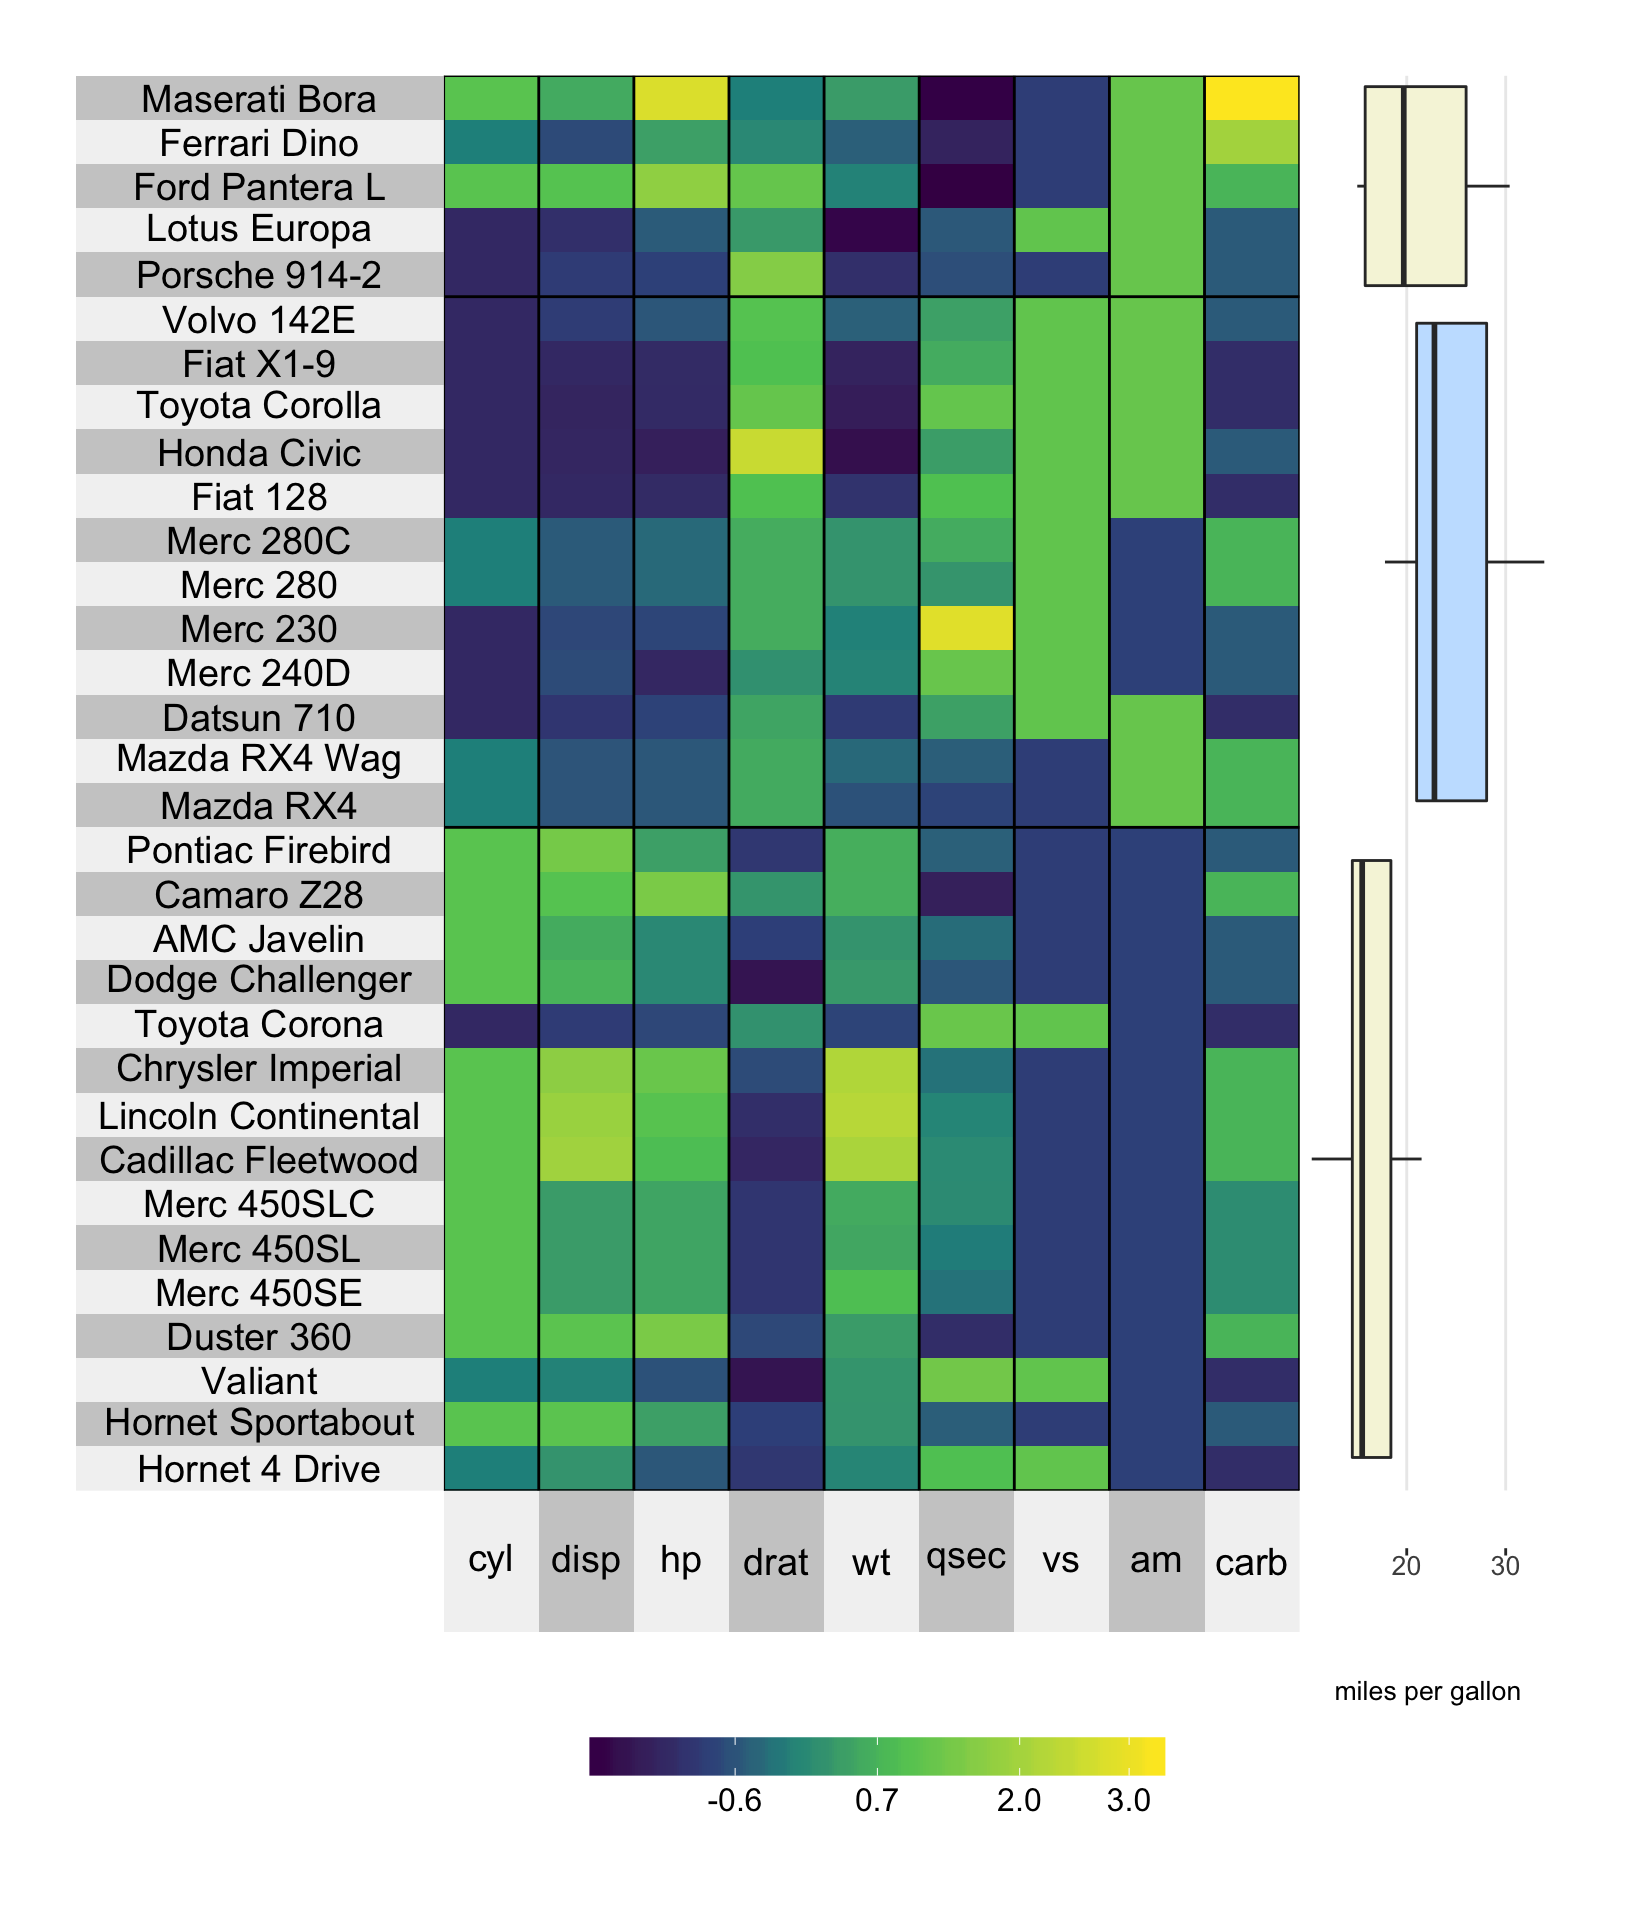 Maserati Bora
Ferrari Dino
Ford Pantera L
Lotus Europa
Porsche 914-2
Volvo 142E
Fiat X1-9
Toyota Corolla
Honda Civic
Fiat 128
Merc 280C
Merc 280
Merc 230
Merc 240D
Datsun 710
Mazda RX4 Wag
Mazda RX4
Pontiac Firebird
Camaro Z28
AMC Javelin
Dodge Challenger
Toyota Corona
Chrysler Imperial
Lincoln Continental
Cadillac Fleetwood
Merc 450SLC
Merc 450SL
Merc 450SE
Duster 360
Valiant
Hornet Sportabout
Hornet 4 Drive
cyl disp hp drat wt qsec vs am carb
20 30
miles per gallon
-0.6 0.7 2.0 3.0